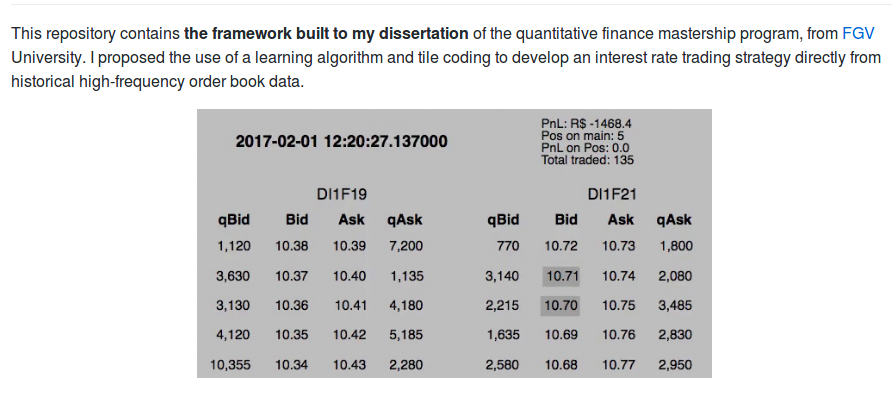 This repository contains the framework built to my dissertation of the quantitative finance mastership program, from FGV
University. I proposed the use of a learning algorithm and tile coding to develop an interest rate trading strategy directly from
historical high-frequency order book data.
2017-02-01 12:20:27.137000
PnL: R$ -1468.4
Pos on main: 5
PnL on Pos: 0.0
Total traded: 135
DI1F19 DI1F21
qBid Bid Ask qAsk qBid Bid Ask qAsk
1,120 10.38 10.39 7,200 770 10.72 10.73 1,800
3,630 10.37 10.40 1,135 3,140 10.71 10.74 2,080
3,130 10.36 10.41 4,180 2,215 10.70 10.75 3,485
4,120 10.35 10.42 5,185 1,635 10.69 10.76 2,830
10,355 10.34 10.43 2,280 2,580 10.68 10.77 2,950